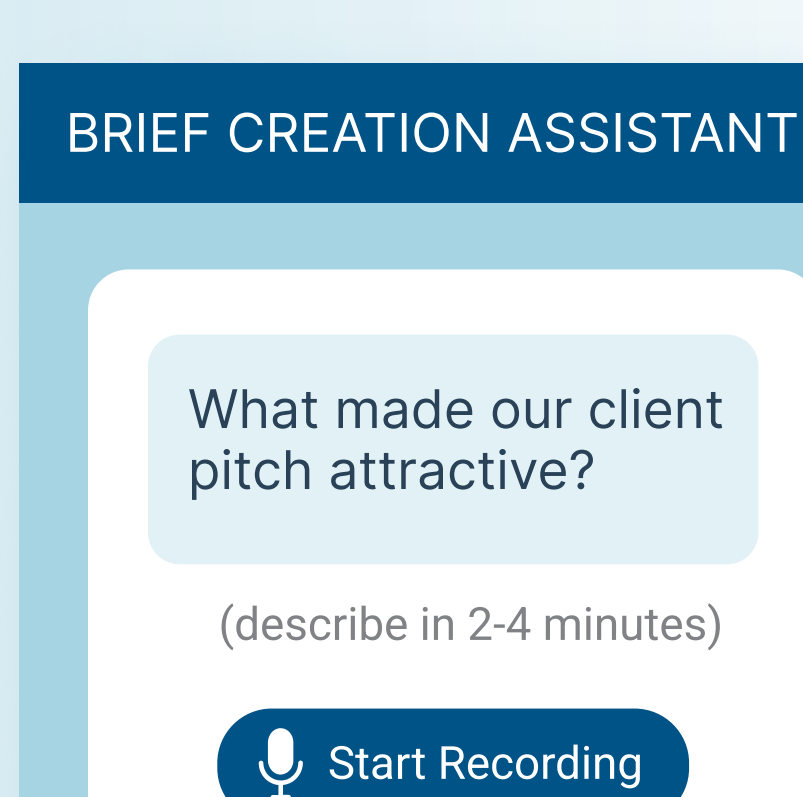 BRIEF CREATION ASSISTANT
What made our client
pitch attractive?
(describe in 2-4 minutes)
Start Recording